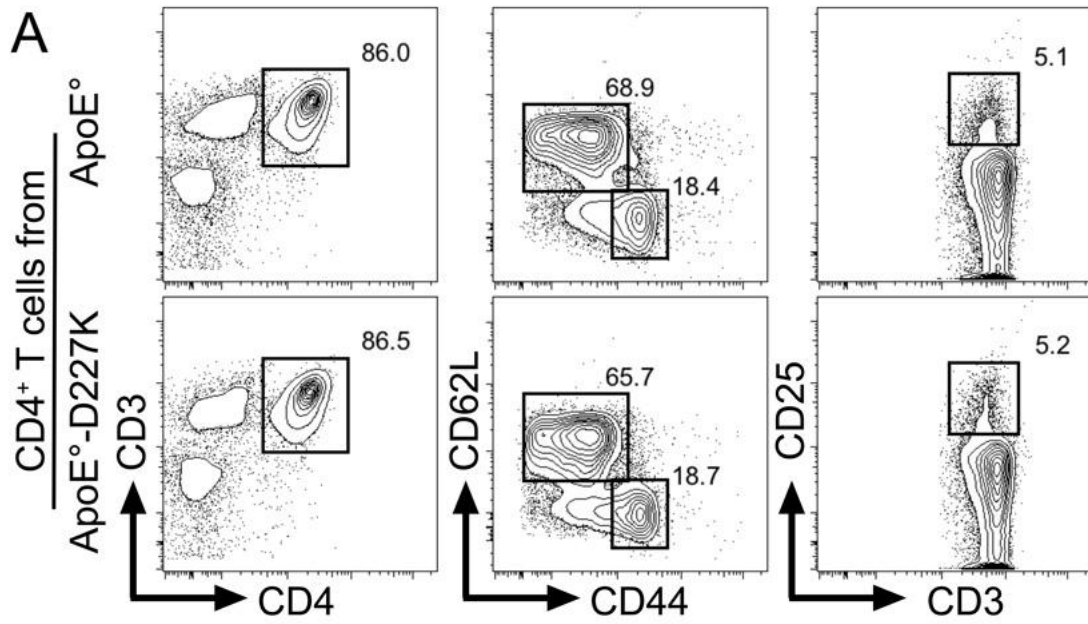 A
CD4⁺ T cells from
ApoE°
ApoE°-D227K
86.0
68.9
18.4
5.1
86.5
65.7
18.7
5.2
CD3
CD4
CD62L
CD44
CD25
CD3